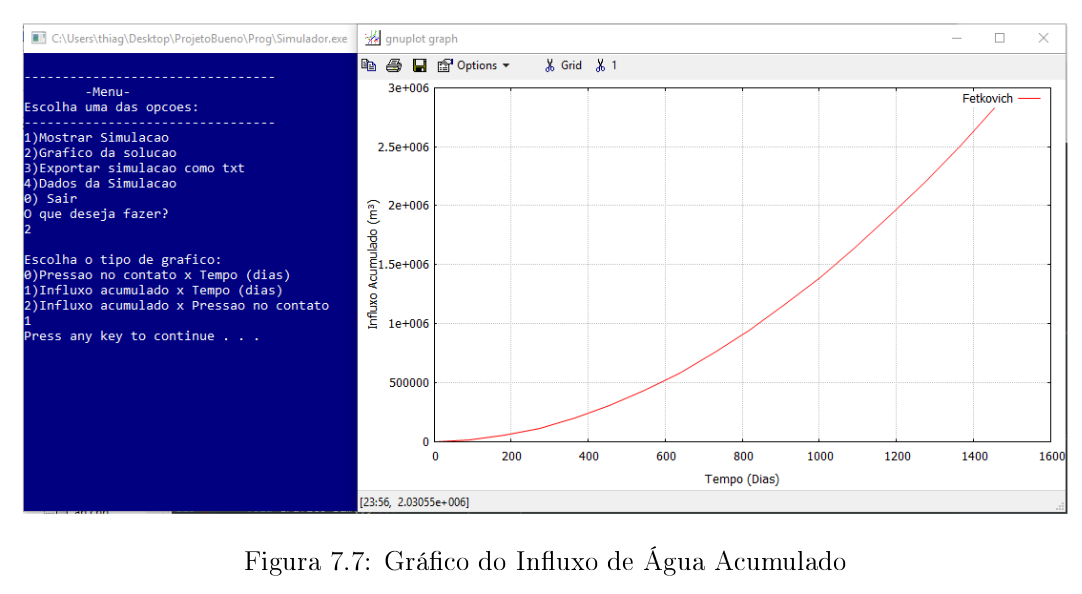 C:\Users\thiag\Desktop\ProjetoBueno\Prog\Simulador.exe
---------------------------------
-Menu-
Escolha uma das opcoes:
---------------------------------
1)Mostrar Simulacao
2)Grafico da solucao
3)Exportar simulacao como txt
4)Dados da Simulacao
0) Sair
O que deseja fazer?
2
Escolha o tipo de grafico:
0)Pressao no contato x Tempo (dias)
1)Influxo acumulado x Tempo (dias)
2)Influxo acumulado x Pressao no contato
1
Press any key to continue . . .
gnuplot graph
Options Grid 1
Fetkovich
3e+006
2.5e+006
2e+006
1.5e+006
1e+006
500000
0
Influxo Acumulado (m³)
0 200 400 600 800 1000 1200 1400 1600
Tempo (Dias)
[23:56, 2.03055e+006]
Figura 7.7: Gráfico do Influxo de Água Acumulado